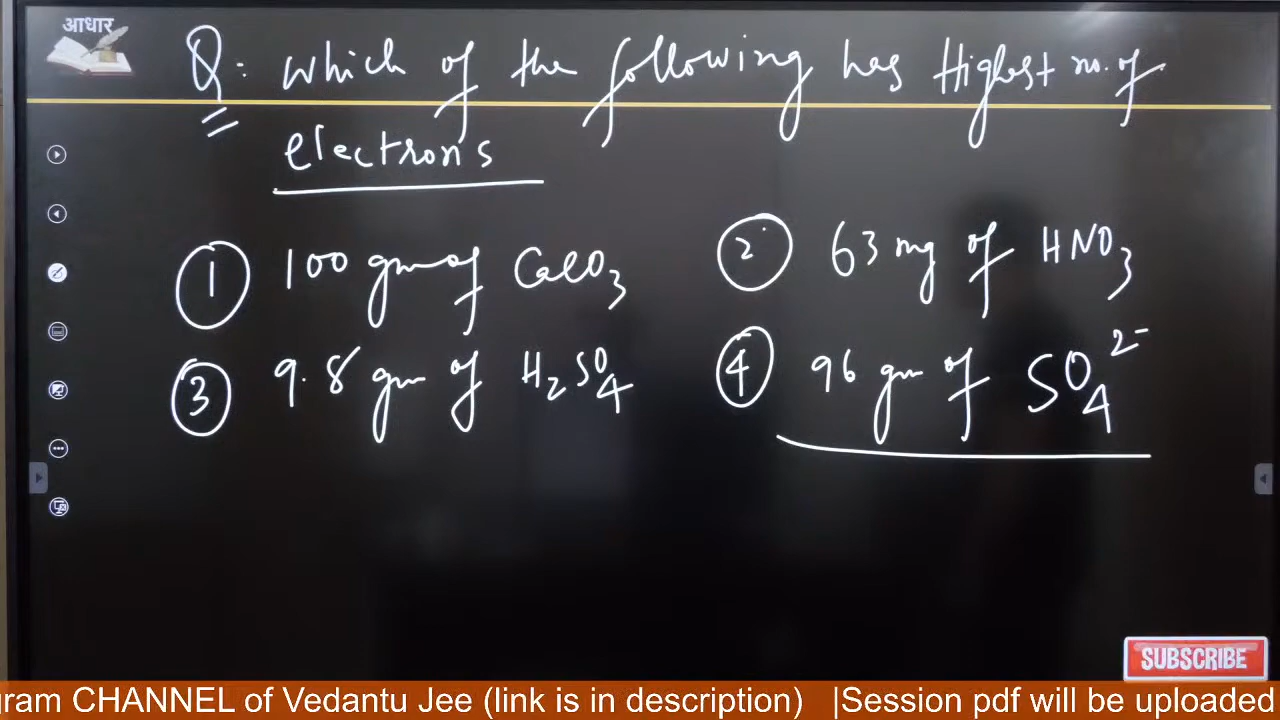 आधार
Q: which of the following has Highest no. of
electrons
① 100 gm of CaCO3
② 63 mg of HNO3
③ 9.8 gm of H2SO4
④ 96 gm of SO4 2-
SUBSCRIBE
gram CHANNEL of Vedantu Jee (link is in description) |Session pdf will be uploaded